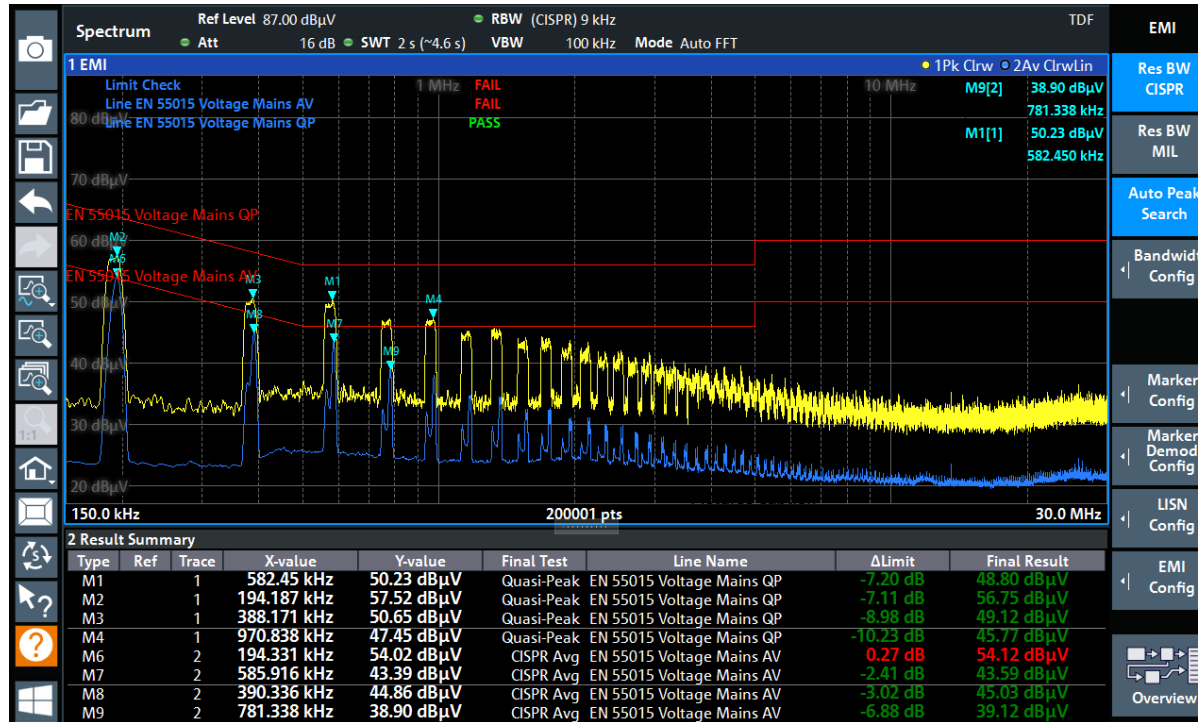 Spectrum
Ref Level 87.00 dBµV
RBW (CISPR) 9 kHz
TDF
Att 16 dB SWT 2 s (~4.6 s) VBW 100 kHz Mode Auto FFT
1 EMI
1Pk Clrw 2Av ClrwLin
Limit Check 1 MHz FAIL 10 MHz M9[2] 38.90 dBµV
Line EN 55015 Voltage Mains AV FAIL 781.338 kHz
80 dBµV
Line EN 55015 Voltage Mains QP PASS
M1[1] 50.23 dBµV
582.450 kHz
70 dBµV
EN 55015 Voltage Mains QP
60 dBµV
M2
M6
EN 55015 Voltage Mains AV
M3
M1
50 dBµV
M4
M8
M7
M9
40 dBµV
30 dBµV
20 dBµV
150.0 kHz 200001 pts 30.0 MHz
2 Result Summary
Type Ref Trace X-value Y-value Final Test Line Name ΔLimit Final Result
M1 1 582.45 kHz 50.23 dBµV Quasi-Peak EN 55015 Voltage Mains QP -7.20 dB 48.80 dBµV
M2 1 194.187 kHz 57.52 dBµV Quasi-Peak EN 55015 Voltage Mains QP -7.11 dB 56.75 dBµV
M3 1 388.171 kHz 50.65 dBµV Quasi-Peak EN 55015 Voltage Mains QP -8.98 dB 49.12 dBµV
M4 1 970.838 kHz 47.45 dBµV Quasi-Peak EN 55015 Voltage Mains QP -10.23 dB 45.77 dBµV
M6 2 194.331 kHz 54.02 dBµV CISPR Avg EN 55015 Voltage Mains AV 0.27 dB 54.12 dBµV
M7 2 585.916 kHz 43.39 dBµV CISPR Avg EN 55015 Voltage Mains AV -2.41 dB 43.59 dBµV
M8 2 390.336 kHz 44.86 dBµV CISPR Avg EN 55015 Voltage Mains AV -3.02 dB 45.03 dBµV
M9 2 781.338 kHz 38.90 dBµV CISPR Avg EN 55015 Voltage Mains AV -6.88 dB 39.12 dBµV
1:1
EMI
Res BW
CISPR
Res BW
MIL
Auto Peak
Search
Bandwidt
Config
Marker
Config
Marker
Demod
Config
LISN
Config
EMI
Config
Overview